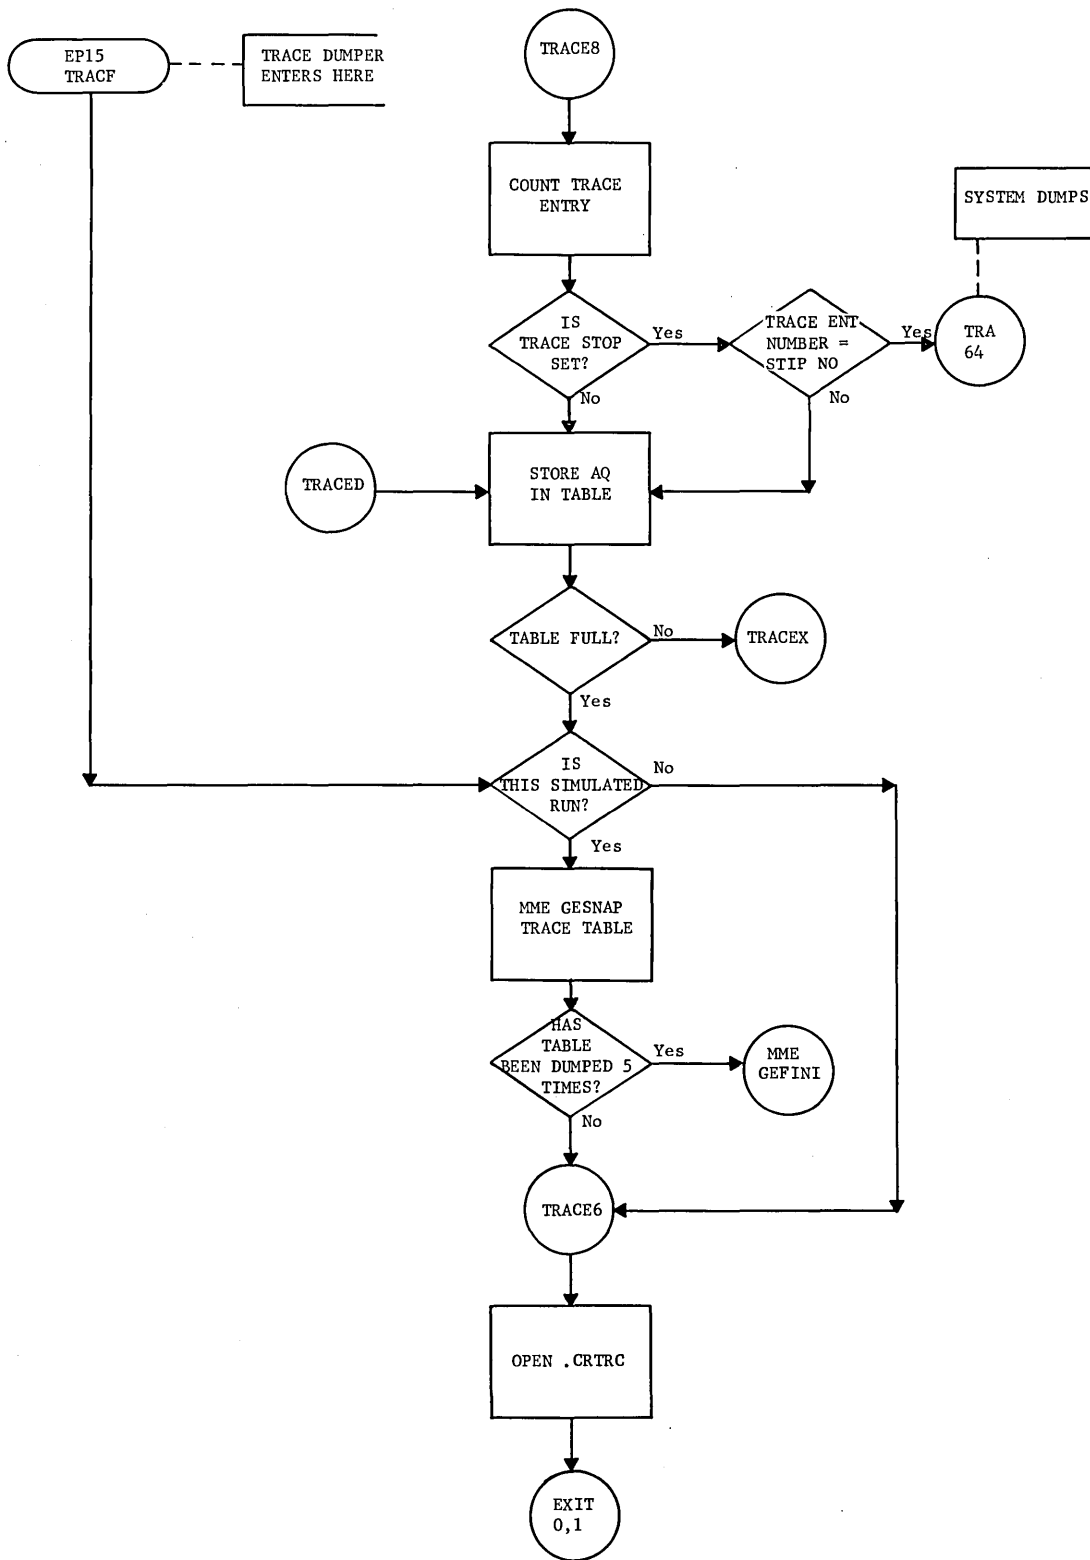 EP15
TRACF
TRACE DUMPER
ENTERS HERE
TRACE8
COUNT TRACE
ENTRY
SYSTEM DUMPS
IS
TRACE STOP
SET?
Yes
No
TRACE ENT
NUMBER =
STIP NO
Yes
No
TRA
64
TRACED
STORE AQ
IN TABLE
TABLE FULL?
No
Yes
TRACEX
IS
THIS SIMULATED
RUN?
No
Yes
MME GESNAP
TRACE TABLE
HAS
TABLE
BEEN DUMPED 5
TIMES?
Yes
No
MME
GEFINI
TRACE6
OPEN .CRTRC
EXIT
0,1